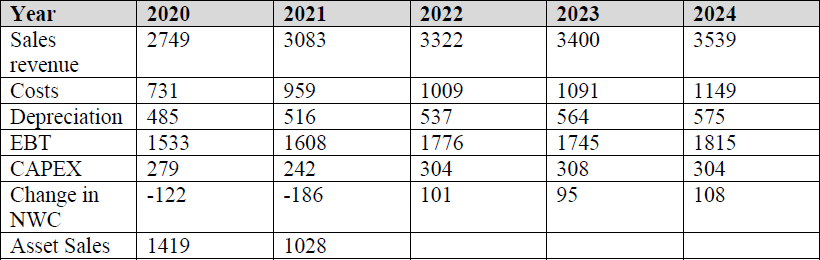 Year 2020 2021 2022 2023 2024
Sales 2749 3083 3322 3400 3539
revenue
Costs 731 959 1009 1091 1149
Depreciation 485 516 537 564 575
EBT 1533 1608 1776 1745 1815
CAPEX 279 242 304 308 304
Change in -122 -186 101 95 108
NWC
Asset Sales 1419 1028